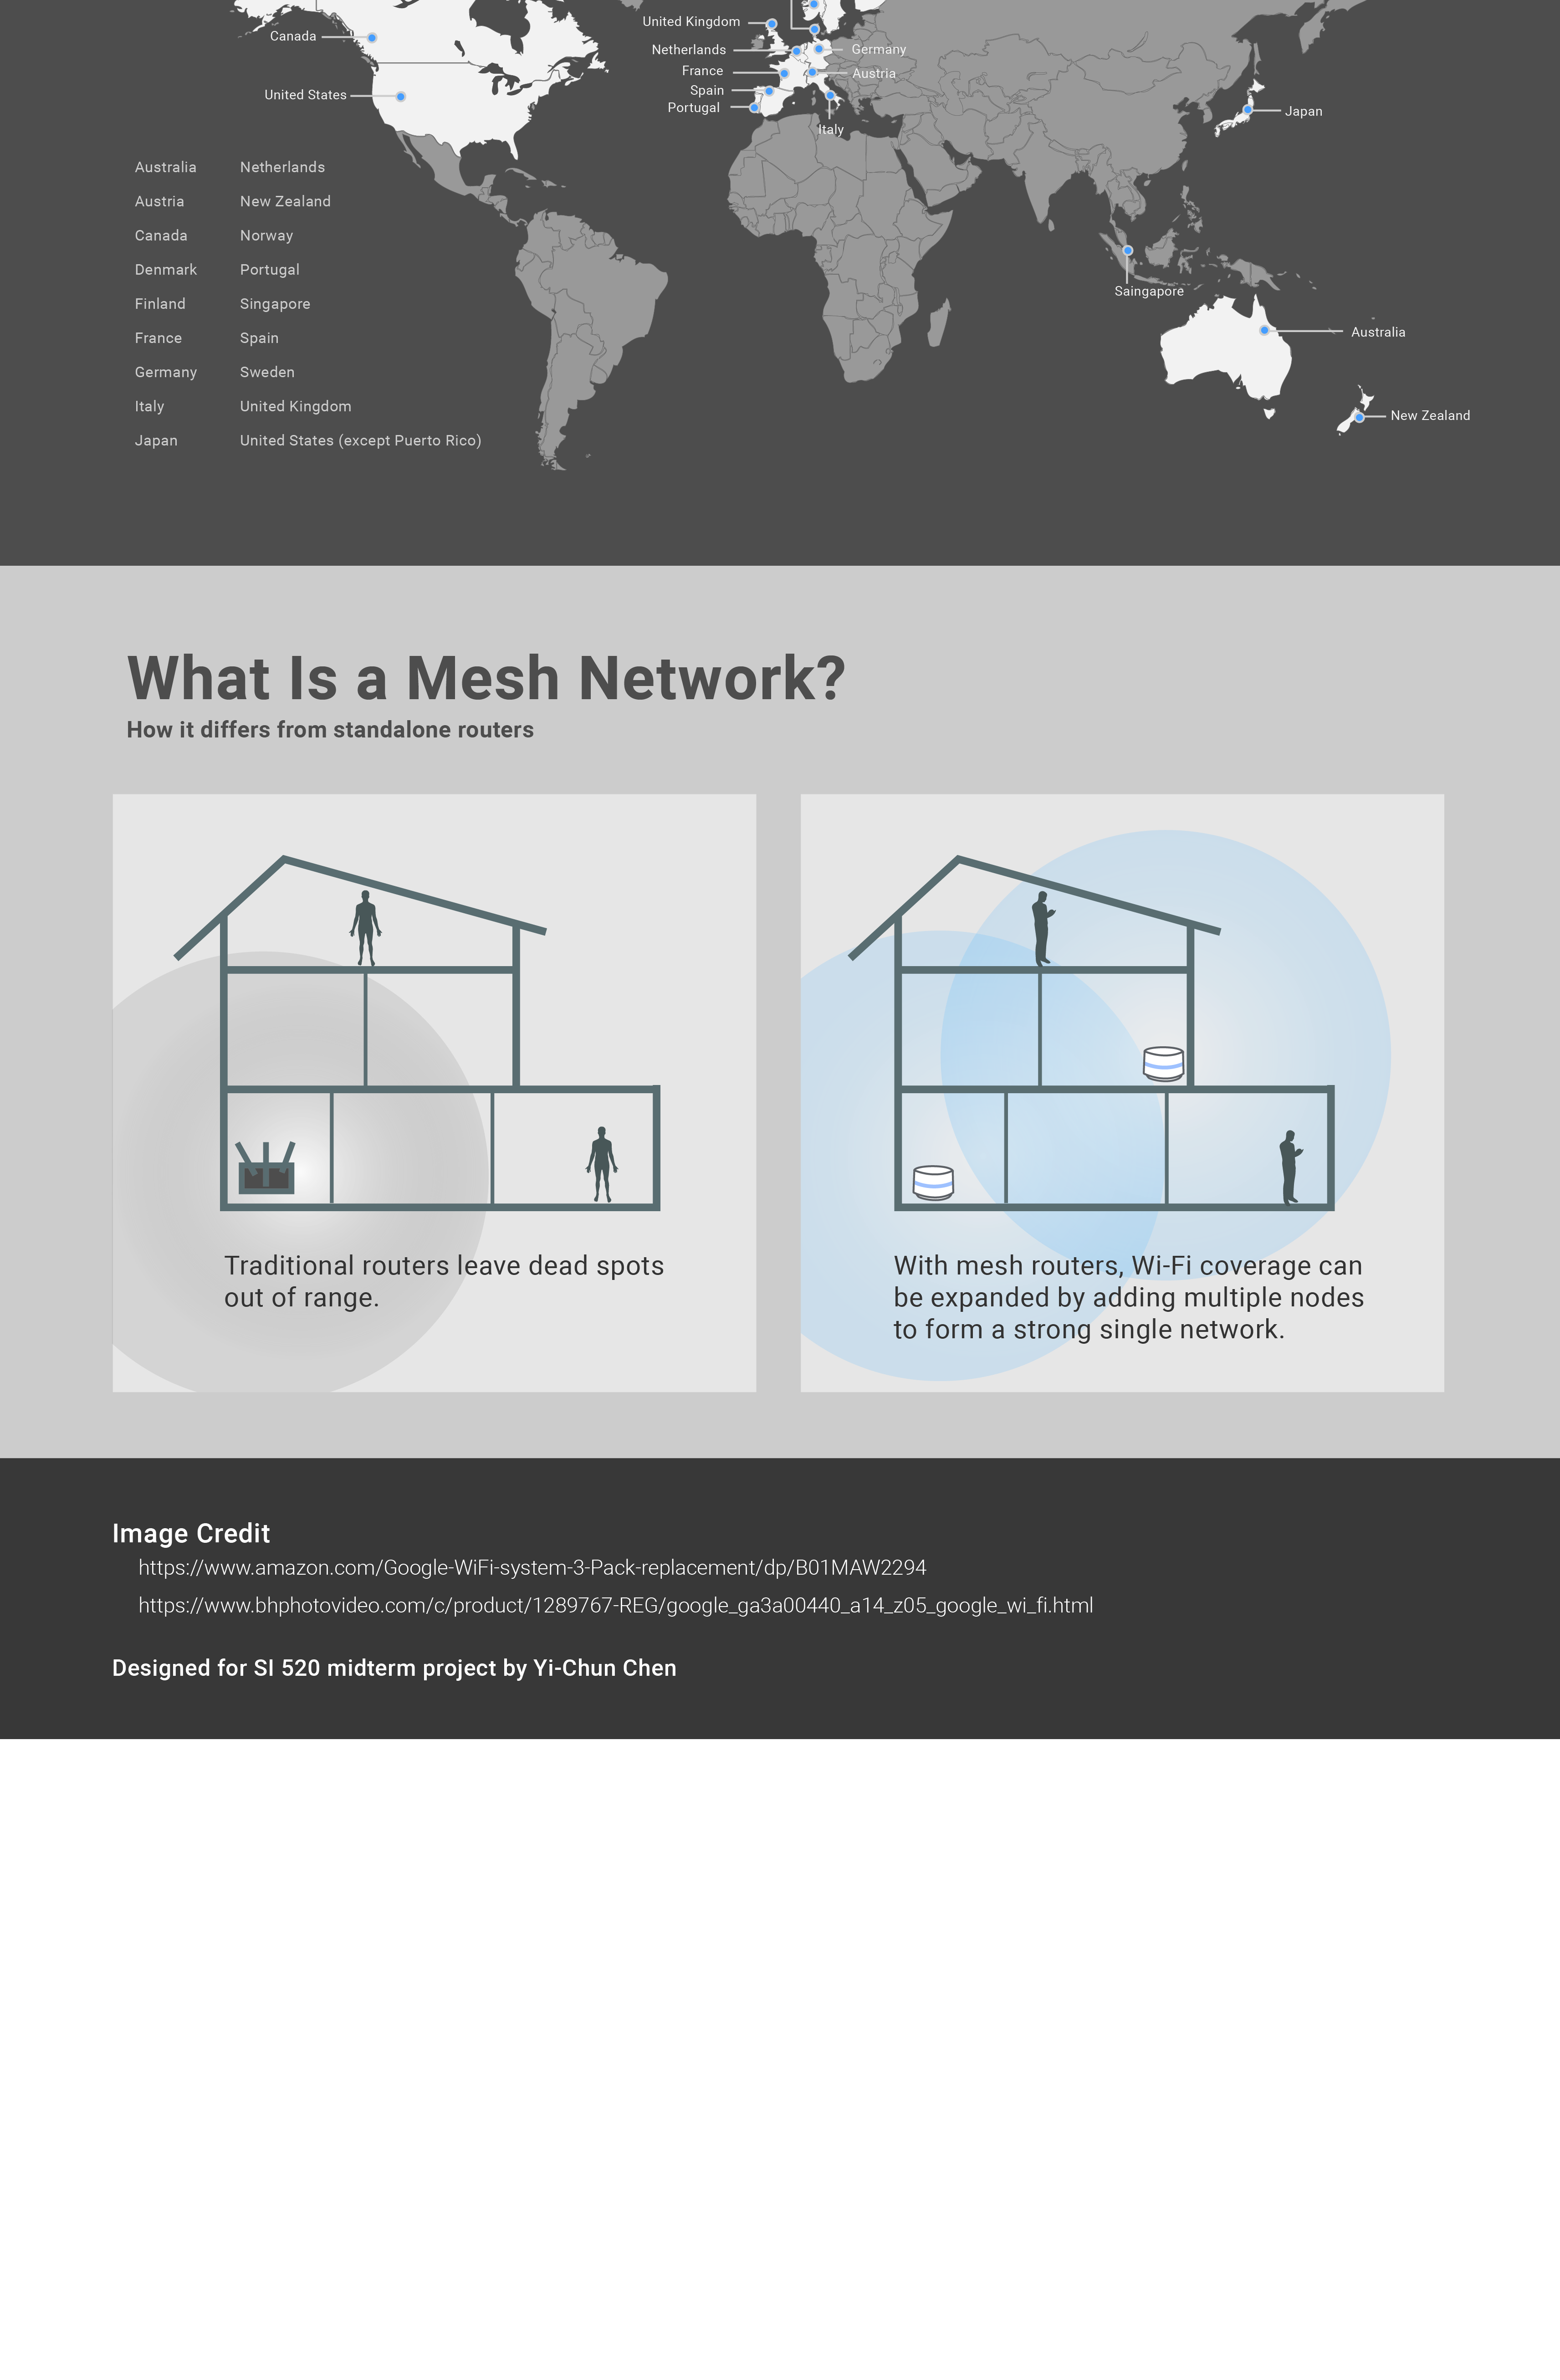 Canada
United States
United Kingdom
Netherlands
France
Spain
Portugal
Germany
Austria
Italy
Japan
Saingapore
Australia
New Zealand
Australia
Austria
Canada
Denmark
Finland
France
Germany
Italy
Japan
Netherlands
New Zealand
Norway
Portugal
Singapore
Spain
Sweden
United Kingdom
United States (except Puerto Rico)
What Is a Mesh Network?
How it differs from standalone routers
Traditional routers leave dead spots
out of range.
With mesh routers, Wi-Fi coverage can
be expanded by adding multiple nodes
to form a strong single network.
Image Credit
https://www.amazon.com/Google-WiFi-system-3-Pack-replacement/dp/B01MAW2294
https://www.bhphotovideo.com/c/product/1289767-REG/google_ga3a00440_a14_z05_google_wi_fi.html
Designed for SI 520 midterm project by Yi-Chun Chen